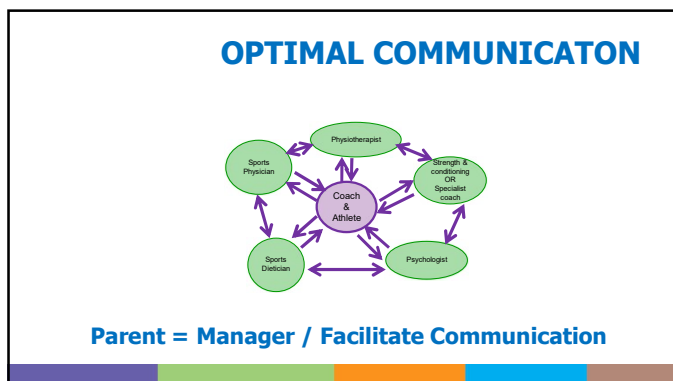 OPTIMAL COMMUNICATON
Physiotherapist
Sports
Physician
Strength &
conditioning
OR
Specialist
coach
Coach
&
Athlete
Sports
Dietician
Psychologist
Parent = Manager / Facilitate Communication